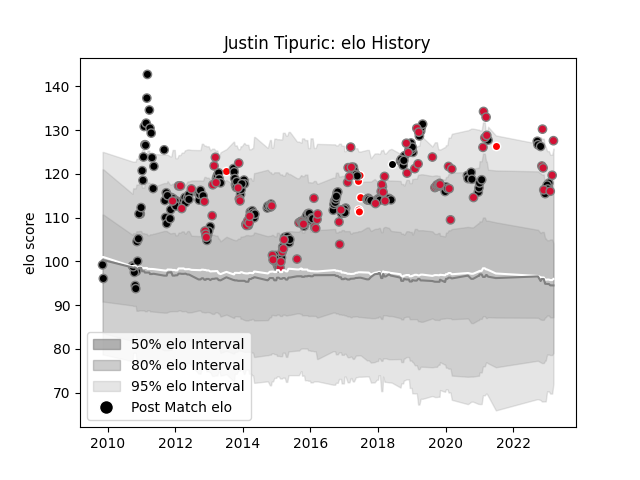 Justin Tipuric: elo History
elo score
140
130
120
110
100
90
80
70
50% elo Interval
80% elo Interval
95% elo Interval
Post Match elo
2010 2012 2014 2016 2018 2020 2022